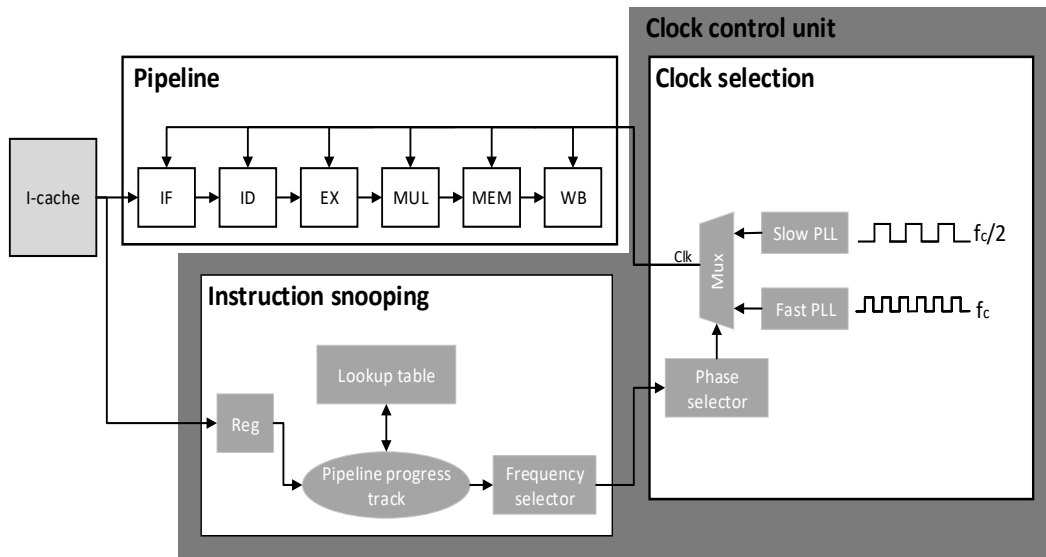 Clock control unit
Pipeline
Clock selection
I-cache
IF
ID
EX
MUL
MEM
WB
Slow PLL
fc/2
Clk
Mux
Fast PLL
fc
Instruction snooping
Lookup table
Phase
selector
Reg
Pipeline progress
track
Frequency
selector